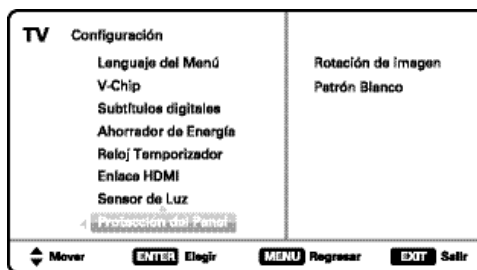 TV Configuración
Lenguaje del Menú
V-Chip
Subtítulos digitales
Ahorrador de Energía
Reloj Temporizador
Enlace HDMI
Sensor de Luz
Protección del Panel
Rotación de imagen
Patrón Blanco
Mover ENTER Elegir MENU Regresar EXIT Salir